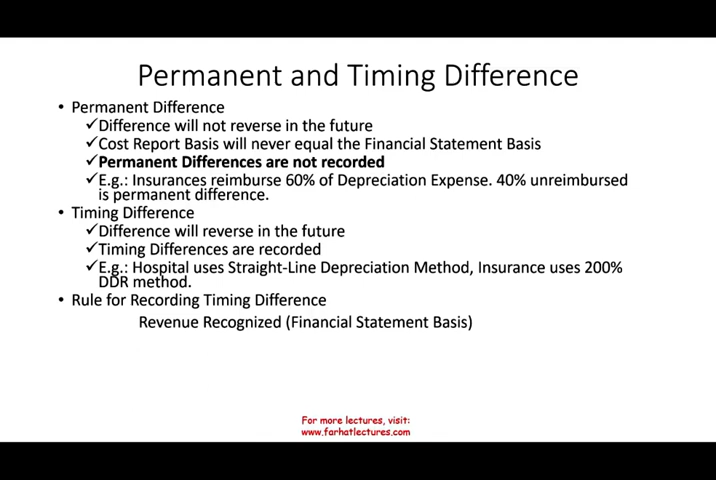 Permanent and Timing Difference
• Permanent Difference
✓Difference will not reverse in the future
✓Cost Report Basis will never equal the Financial Statement Basis
✓Permanent Differences are not recorded
✓E.g.: Insurances reimburse 60% of Depreciation Expense. 40% unreimbursed
is permanent difference.
• Timing Difference
✓Difference will reverse in the future
✓Timing Differences are recorded
✓E.g.: Hospital uses Straight-Line Depreciation Method, Insurance uses 200%
DDR method.
• Rule for Recording Timing Difference
Revenue Recognized (Financial Statement Basis)
For more lectures, visit:
www.farhatlectures.com